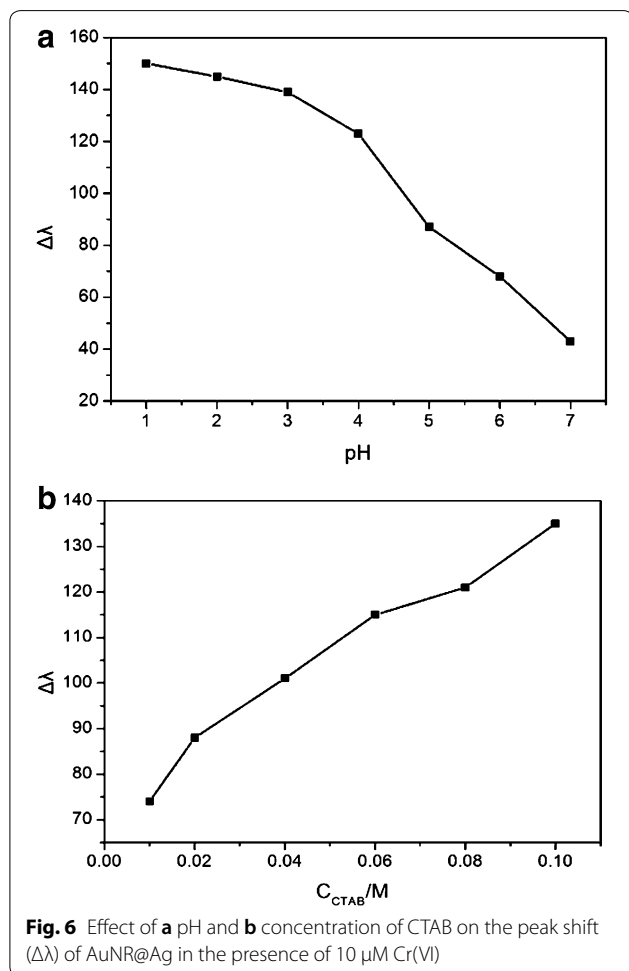 a
160
140
120
100
80
60
40
20
Δλ
1 2 3 4 5 6 7
pH
b
140
130
120
110
100
90
80
70
Δλ
0.00 0.02 0.04 0.06 0.08 0.10
C_CTAB/M
Fig. 6 Effect of a pH and b concentration of CTAB on the peak shift
(Δλ) of AuNR@Ag in the presence of 10 μM Cr(VI)